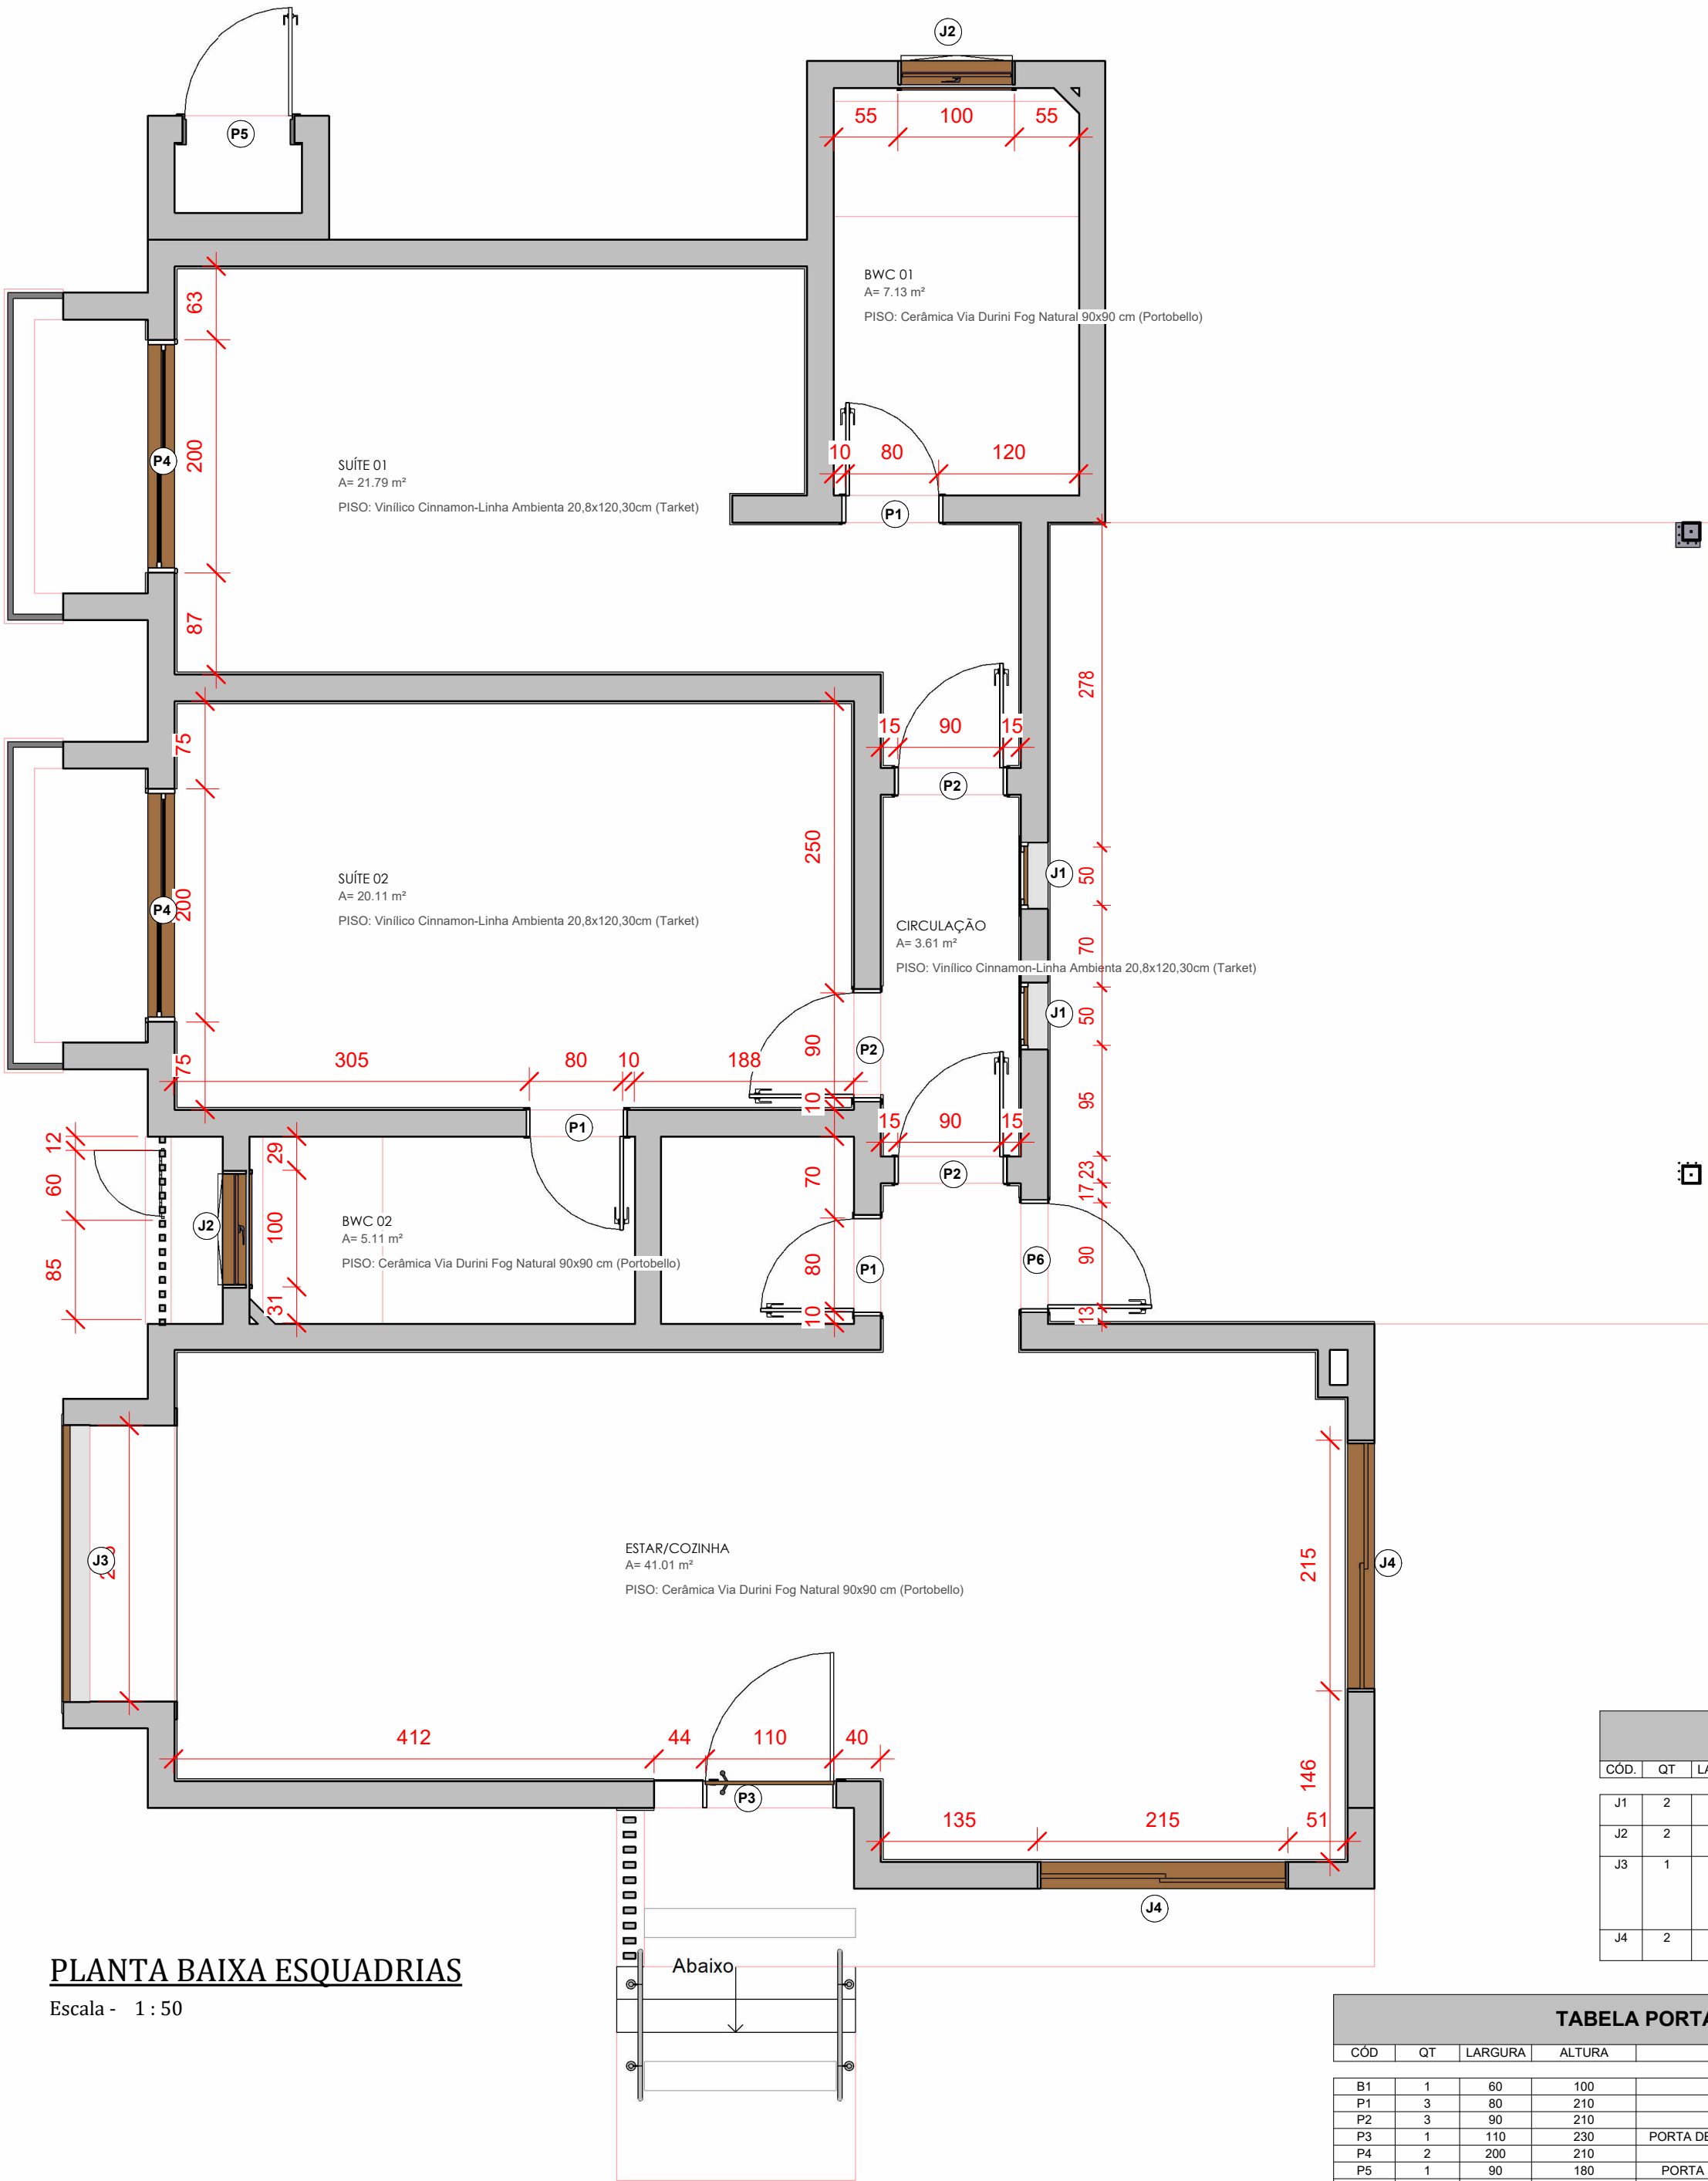 J2
P5
55 100 55
BWC 01
A= 7.13 m²
PISO: Cerâmica Via Durini Fog Natural 90x90 cm (Portobello)
63
200
P4
87
SUÍTE 01
A= 21.79 m²
PISO: Vinílico Cinnamon-Linha Ambienta 20,8x120,30cm (Tarket)
10 80 120
P1
278
15 90 15
P2
75
200
P4
75
250
SUÍTE 02
A= 20.11 m²
PISO: Vinílico Cinnamon-Linha Ambienta 20,8x120,30cm (Tarket)
J1
50
70
CIRCULAÇÃO
A= 3.61 m²
PISO: Vinílico Cinnamon-Linha Ambienta 20,8x120,30cm (Tarket)
J1
50
95
90
P2
10
305 80 10 188
P1
15 90 15
P2
23
17
12
60
85
J2
29
100
31
BWC 02
A= 5.11 m²
PISO: Cerâmica Via Durini Fog Natural 90x90 cm (Portobello)
70
80
P1
10
P6
90
13
J3
ESTAR/COZINHA
A= 41.01 m²
PISO: Cerâmica Via Durini Fog Natural 90x90 cm (Portobello)
215
J4
146
412 44 110 40
P3
135 215 51
J4
Abaixo
PLANTA BAIXA ESQUADRIAS
Escala - 1 : 50
CÓD. QT LA
J1 2
J2 2
J3 1
J4 2
TABELA PORTA
CÓD QT LARGURA ALTURA
B1 1 60 100
P1 3 80 210
P2 3 90 210
P3 1 110 230 PORTA DE
P4 2 200 210
P5 1 90 180 PORTA